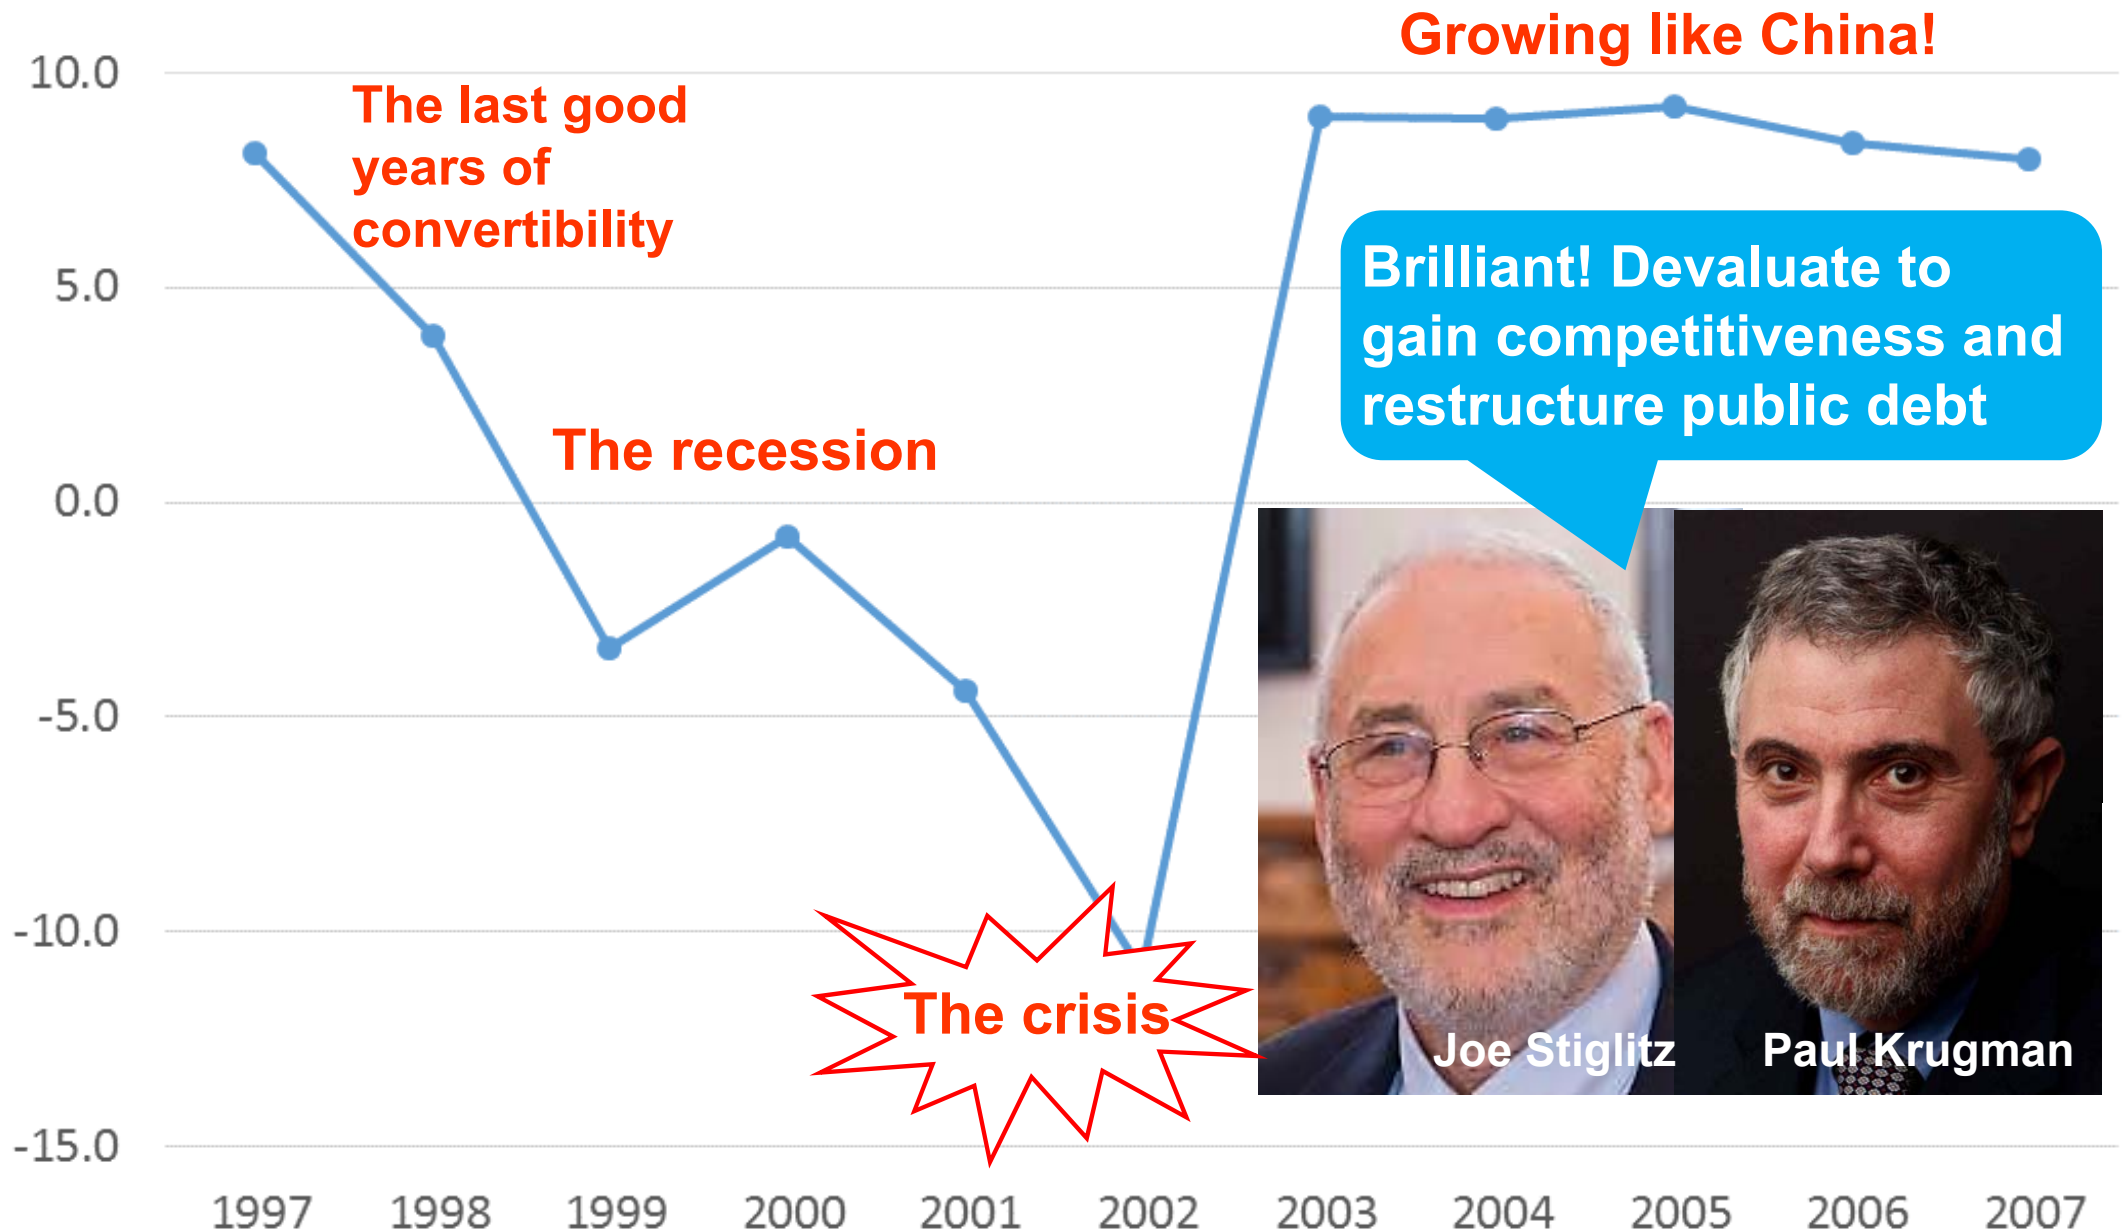 Growing like China!
10.0
The last good
years of
convertibility
5.0
Brilliant! Devaluate to
gain competitiveness and
restructure public debt
The recession
0.0
-5.0
-10.0
The crisis
Joe Stiglitz
Paul Krugman
-15.0
1997 1998 1999 2000 2001 2002 2003 2004 2005 2006 2007